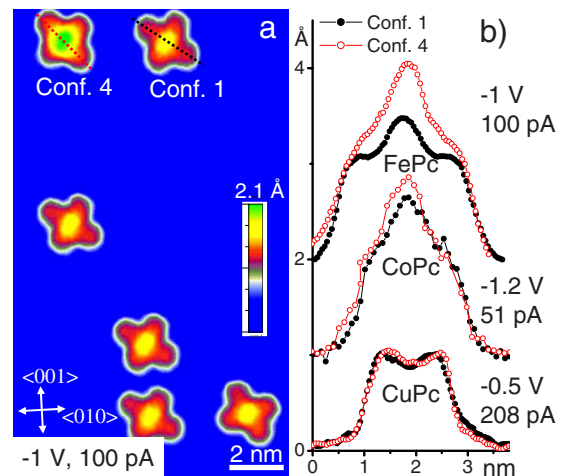 a
Conf. 4
Conf. 1
2.1 Å
<001>
<010>
-1 V, 100 pA
2 nm
Conf. 1
Conf. 4
b)
Å
4
2
0
-1 V
100 pA
FePc
CoPc
-1.2 V
51 pA
CuPc
-0.5 V
208 pA
0 1 2 nm 3